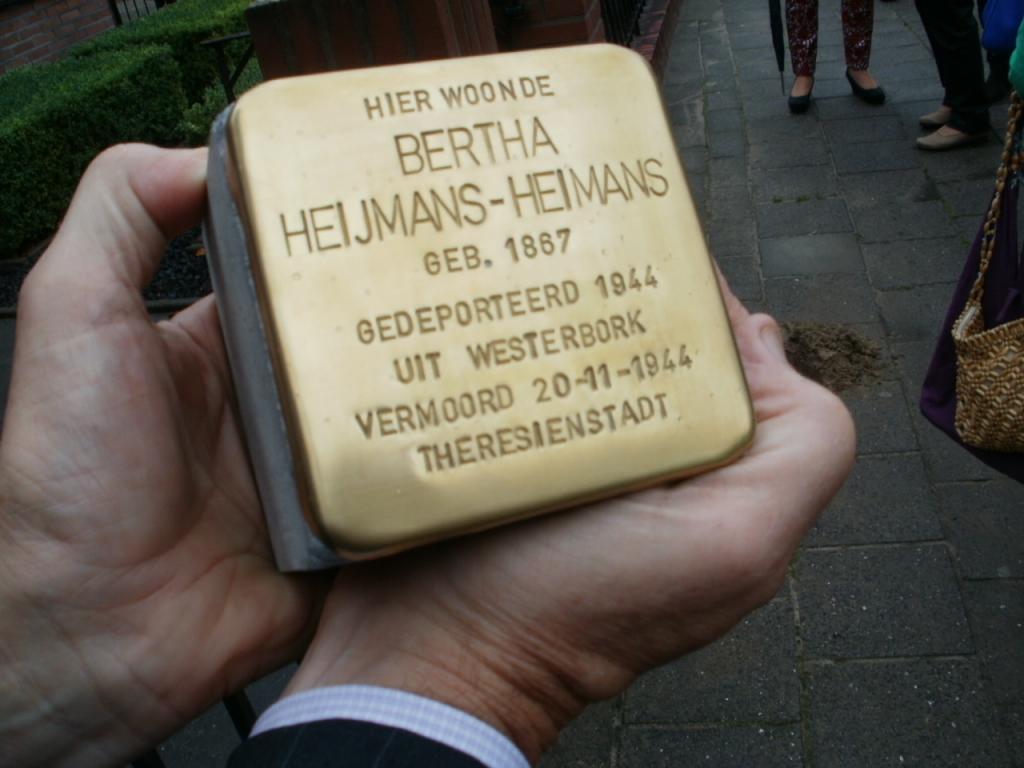 HIER WOONDE
BERTHA
HEIJMANS-HEIMANS
GEB. 1867
GEDEPORTEERD 1944
UIT WESTERBORK
VERMOORD 20-11-1944
THERESIENSTADT